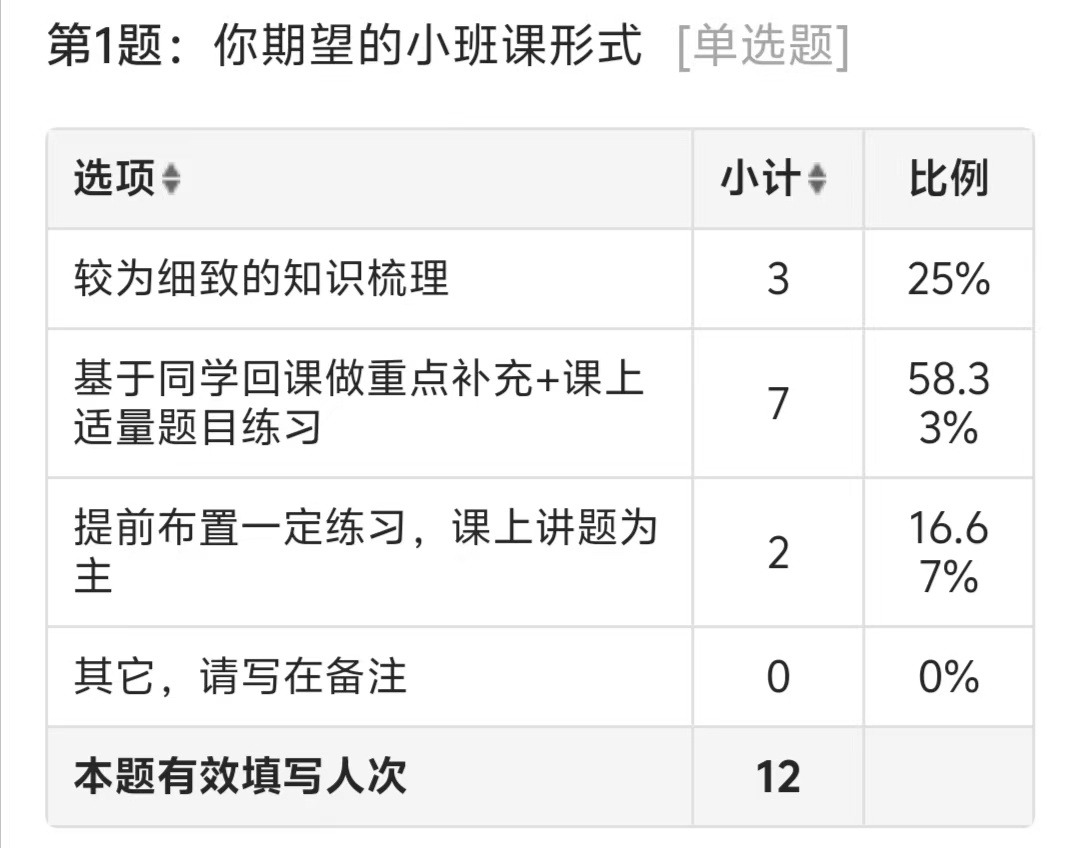 第1题：你期望的小班课形式 [单选题]
选项 小计 比例
较为细致的知识梳理 3 25%
基于同学回课做重点补充+课上
适量题目练习
7
58.3
3%
提前布置一定练习，课上讲题为
主
2
16.6
7%
其它，请写在备注 0 0%
本题有效填写人次 12